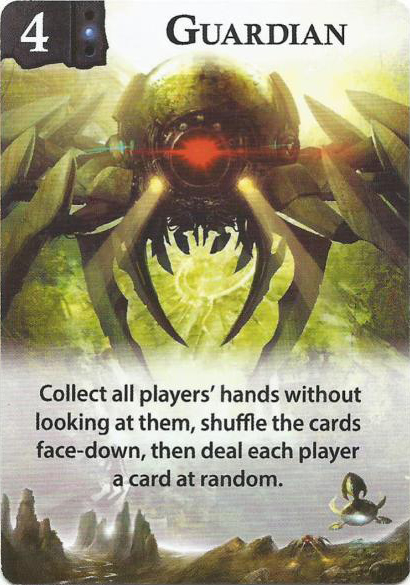 4
GUARDIAN
Collect all players' hands without
looking at them, shuffle the cards
face-down, then deal each player
a card at random.